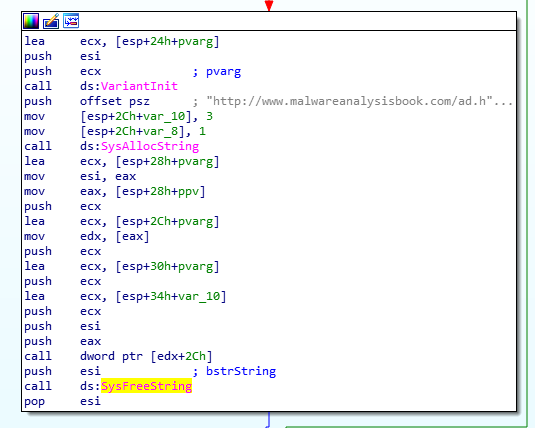 lea ecx, [esp+24h+pvarg]
push esi
push ecx ; pvarg
call ds:VariantInit
push offset psz ; "http://www.malwareanalysisbook.com/ad.h"...
mov [esp+2Ch+var_10], 3
mov [esp+2Ch+var_8], 1
call ds:SysAllocString
lea ecx, [esp+28h+pvarg]
mov esi, eax
mov eax, [esp+28h+ppv]
push ecx
lea ecx, [esp+2Ch+pvarg]
mov edx, [eax]
push ecx
lea ecx, [esp+30h+pvarg]
push ecx
lea ecx, [esp+34h+var_10]
push ecx
push esi
push eax
call dword ptr [edx+2Ch]
push esi ; bstrString
call ds:SysFreeString
pop esi